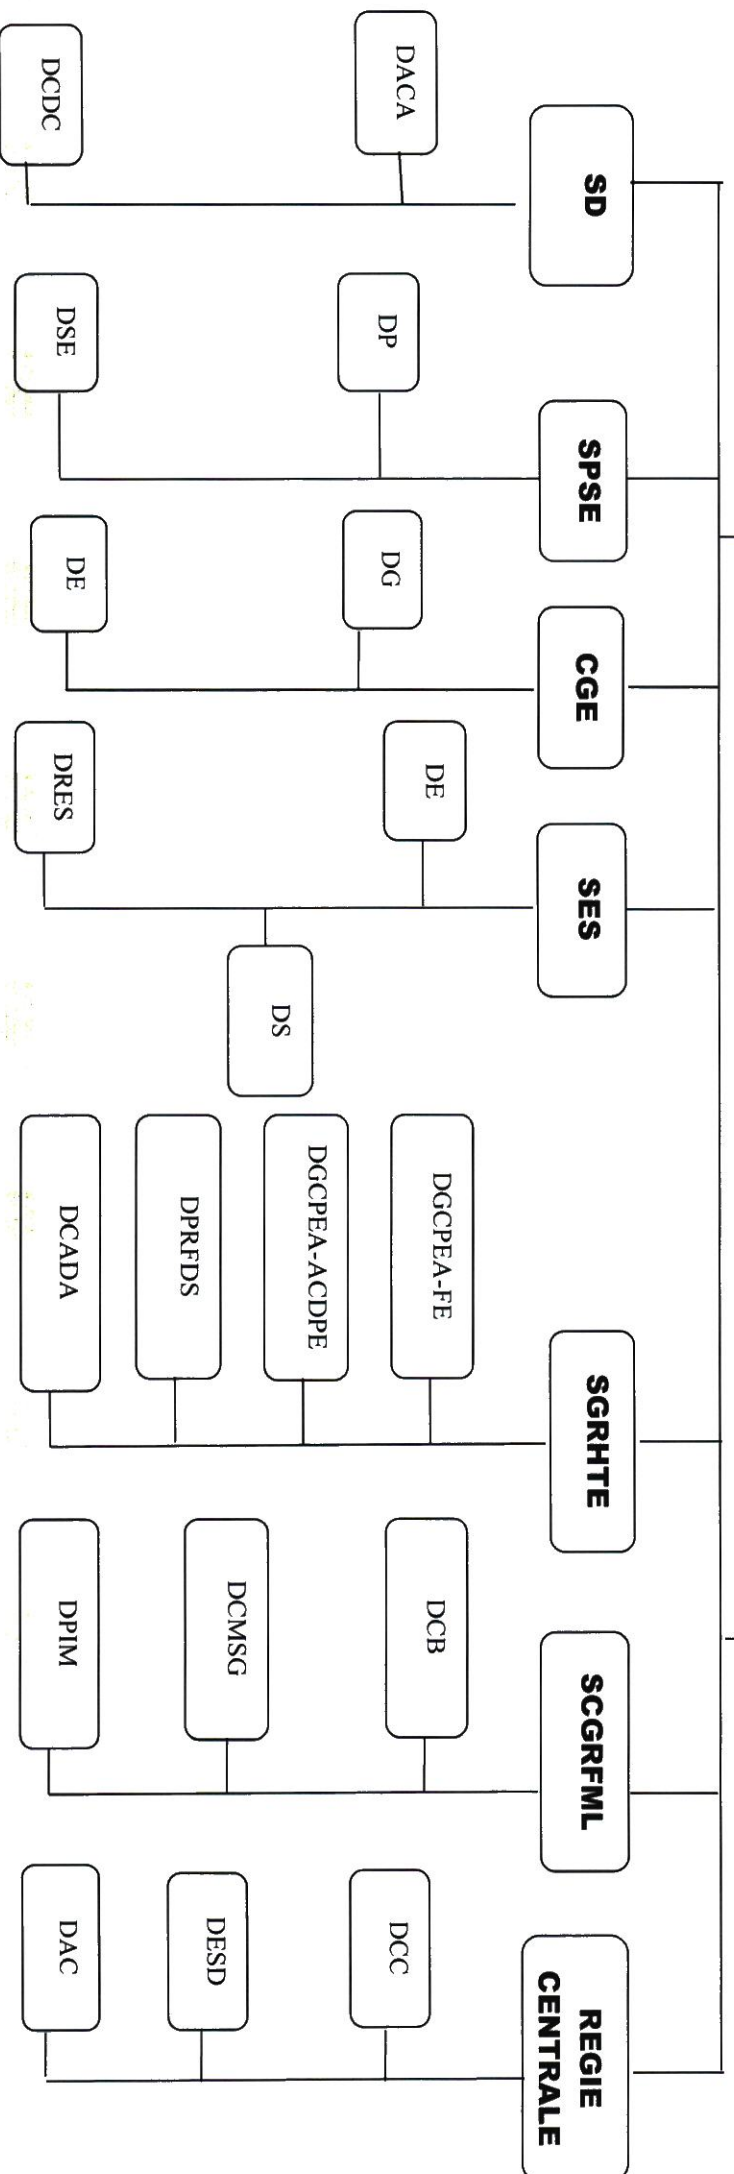 SD
SPSE
CGE
SES
SGRHTE
SCGRFML
REGIE
CENTRALE
DACA
DCDC
DP
DSE
DG
DE
DE
DRES
DS
DGCPEA-FE
DGCPEA-ACDPE
DPRFDS
DCADA
DCB
DCMSG
DPIM
DCC
DESD
DAC